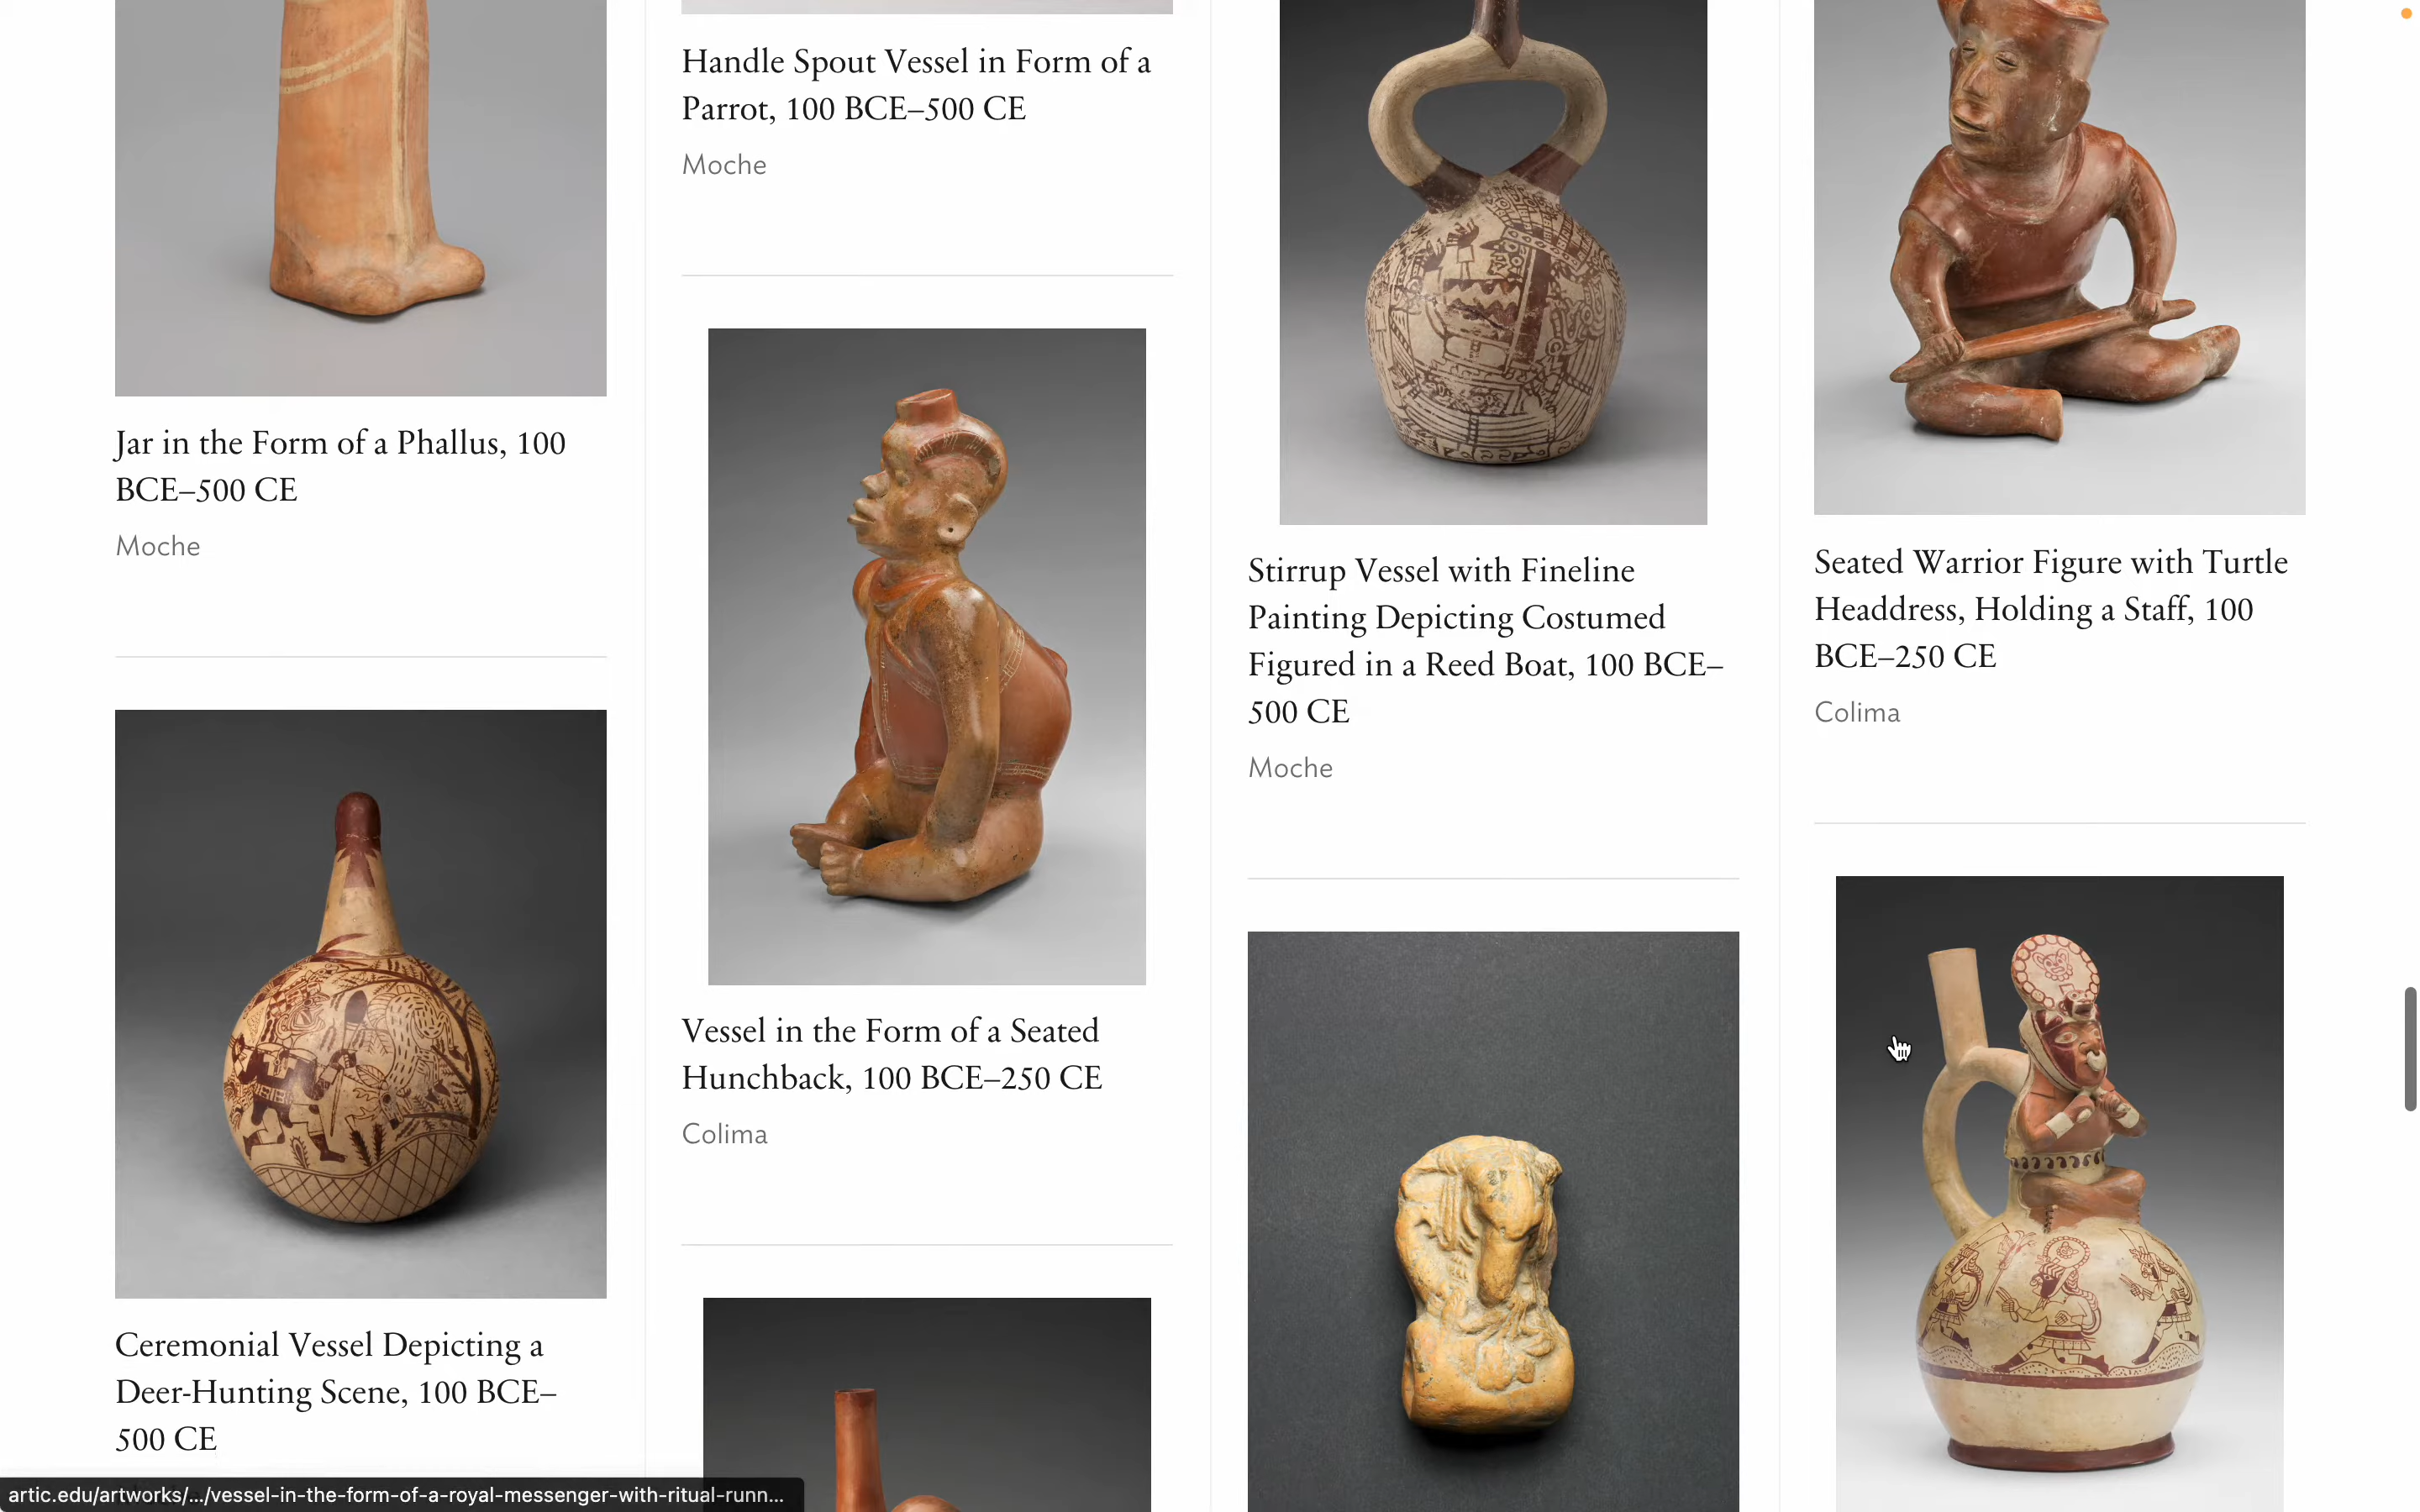 Jar in the Form of a Phallus, 100
BCE–500 CE
Moche
Ceremonial Vessel Depicting a
Deer-Hunting Scene, 100 BCE–
500 CE
Handle Spout Vessel in Form of a
Parrot, 100 BCE–500 CE
Moche
Vessel in the Form of a Seated
Hunchback, 100 BCE–250 CE
Colima
Stirrup Vessel with Fineline
Painting Depicting Costumed
Figured in a Reed Boat, 100 BCE–
500 CE
Moche
Seated Warrior Figure with Turtle
Headdress, Holding a Staff, 100
BCE–250 CE
Colima
artic.edu/artworks/…/vessel-in-the-form-of-a-royal-messenger-with-ritual-runn…